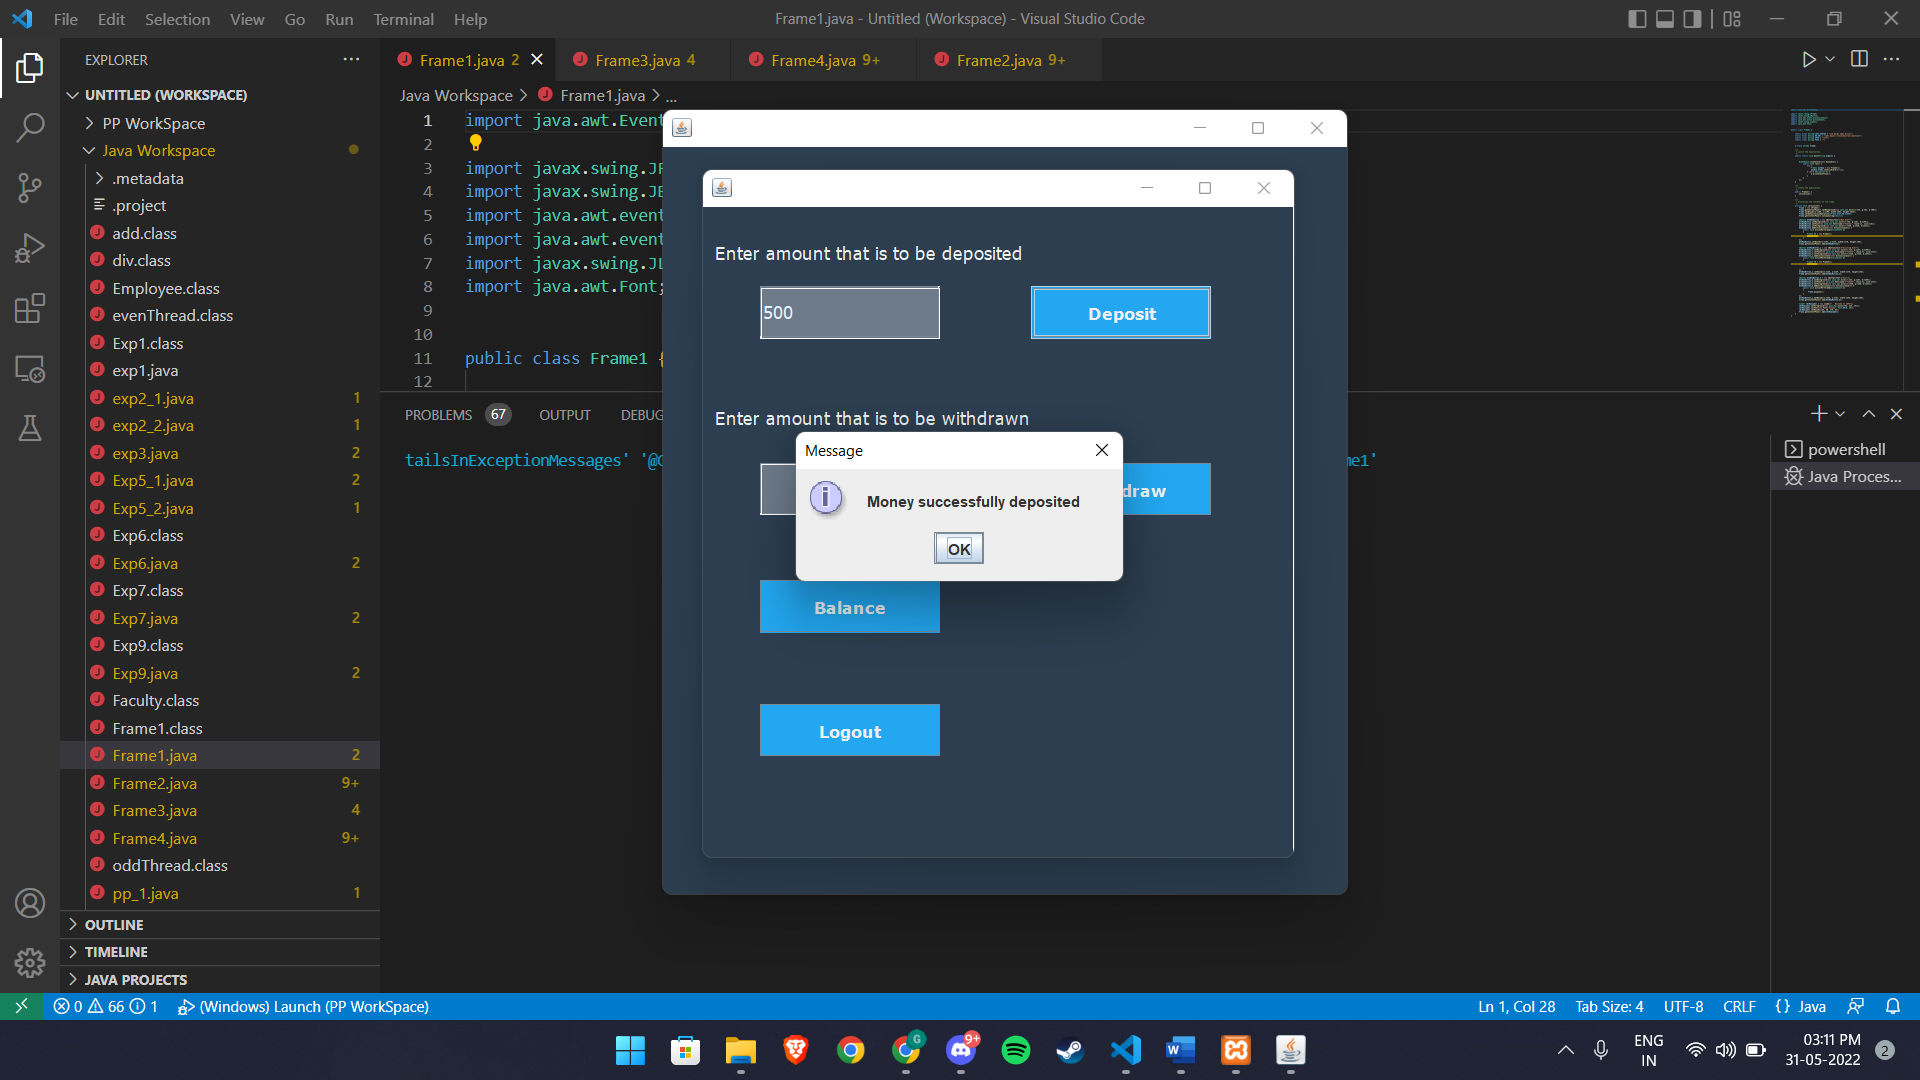 File Edit Selection View Go Run Terminal Help
Frame1.java - Untitled (Workspace) - Visual Studio Code
EXPLORER
Frame1.java 2
Frame3.java 4
Frame4.java 9+
Frame2.java 9+
UNTITLED (WORKSPACE)
PP WorkSpace
Java Workspace
.metadata
.project
add.class
div.class
Employee.class
evenThread.class
Exp1.class
exp1.java
exp2_1.java 1
exp2_2.java 1
exp3.java 2
Exp5_1.java 2
Exp5_2.java 1
Exp6.class
Exp6.java 2
Exp7.class
Exp7.java 2
Exp9.class
Exp9.java 2
Faculty.class
Frame1.class
Frame1.java 2
Frame2.java 9+
Frame3.java 4
Frame4.java 9+
oddThread.class
pp_1.java 1
OUTLINE
TIMELINE
JAVA PROJECTS
Java Workspace > Frame1.java > ...
1 import java.awt.Event
2
3 import javax.swing.JF
4 import javax.swing.JB
5 import java.awt.event
6 import java.awt.event
7 import javax.swing.JL
8 import java.awt.Font;
9
10
11 public class Frame1 {
12
PROBLEMS 67 OUTPUT DEBUG
tailsInExceptionMessages' '@C
me1'
powershell
Java Proces...
Enter amount that is to be deposited
500
Deposit
Enter amount that is to be withdrawn
draw
Message
Money successfully deposited
OK
Balance
Logout
0 66 1 (Windows) Launch (PP WorkSpace)
Ln 1, Col 28 Tab Size: 4 UTF-8 CRLF {} Java
G
9+
ENG
IN
03:11 PM
31-05-2022
2